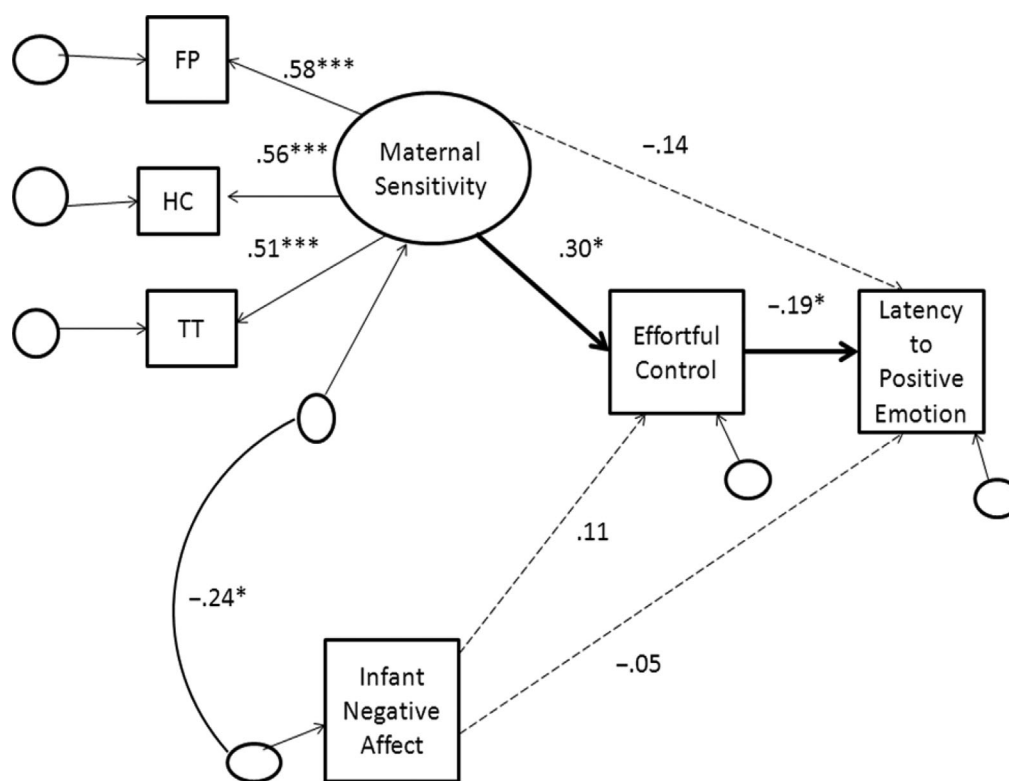 FP
.58***
Maternal
Sensitivity
−.14
.56***
HC
.51***
.30*
TT
Effortful
Control
−.19*
Latency
to
Positive
Emotion
.11
−.24*
−.05
Infant
Negative
Affect